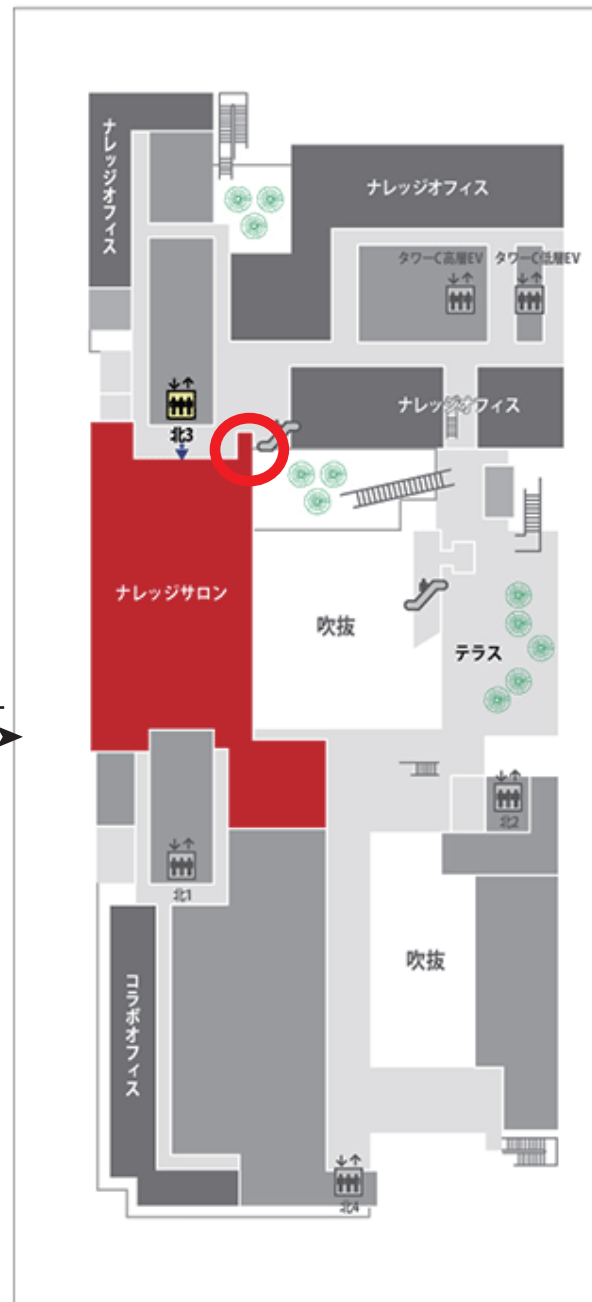 ナレッジオフィス
ナレッジオフィス
タワーC高層EV
タワーC低層EV
ナレッジオフィス
北3
ナレッジサロン
吹抜
テラス
北2
北1
吹抜
コラボオフィス
北4